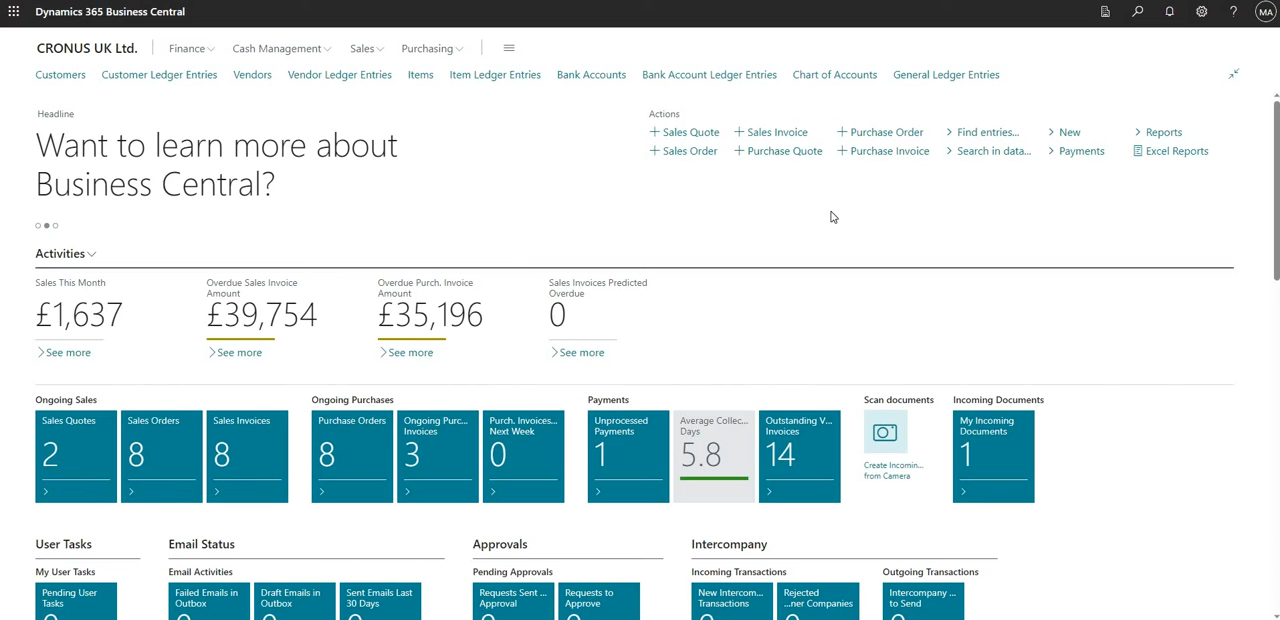 Dynamics 365 Business Central
MA
CRONUS UK Ltd.
Finance
Cash Management
Sales
Purchasing
Customers
Customer Ledger Entries
Vendors
Vendor Ledger Entries
Items
Item Ledger Entries
Bank Accounts
Bank Account Ledger Entries
Chart of Accounts
General Ledger Entries
Headline
Want to learn more about
Business Central?
Actions
Sales Quote
Sales Invoice
Purchase Order
Find entries...
New
Reports
Sales Order
Purchase Quote
Purchase Invoice
Search in data...
Payments
Excel Reports
Activities
Sales This Month
£1,637
See more
Overdue Sales Invoice
Amount
£39,754
See more
Overdue Purch. Invoice
Amount
£35,196
See more
Sales Invoices Predicted
Overdue
0
See more
Ongoing Sales
Sales Quotes
2
Sales Orders
8
Sales Invoices
8
Ongoing Purchases
Purchase Orders
8
Ongoing Purc...
Invoices
3
Purch. Invoices...
Next Week
0
Payments
Unprocessed
Payments
1
Average Collec...
Days
5.8
Outstanding V...
Invoices
14
Scan documents
Create Incomin...
from Camera
Incoming Documents
My Incoming
Documents
1
User Tasks
My User Tasks
Pending User
Tasks
Email Status
Email Activities
Failed Emails in
Outbox
Draft Emails in
Outbox
Sent Emails Last
30 Days
Approvals
Pending Approvals
Requests Sent ...
Approval
Requests to
Approve
Intercompany
Incoming Transactions
New Intercom...
Transactions
Rejected
...ner Companies
Outgoing Transactions
Intercompany ...
to Send